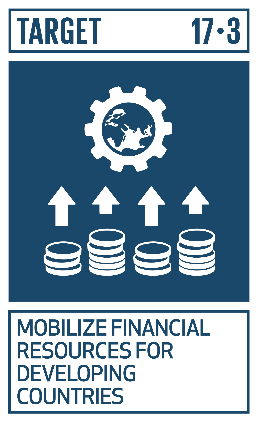 TARGET 17·3
MOBILIZE FINANCIAL
RESOURCES FOR
DEVELOPING
COUNTRIES